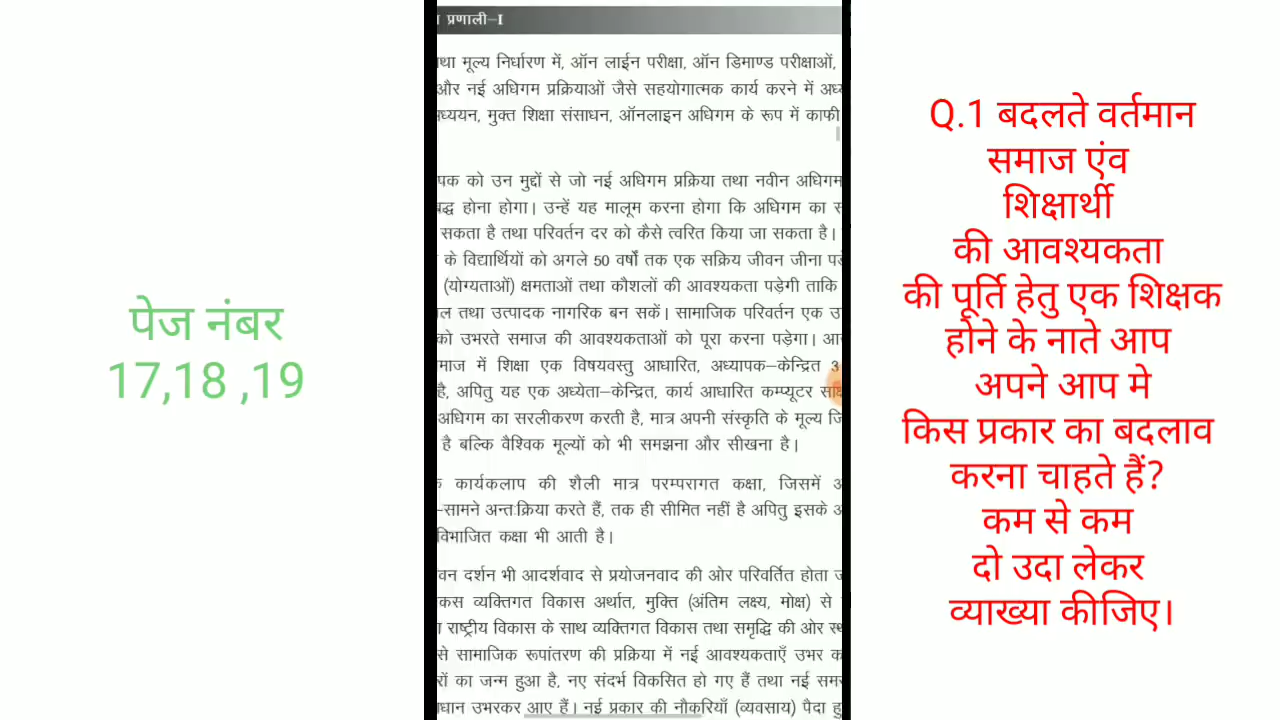 पेज नंबर
17,18 ,19
प्रणाली–I
मूल्य निर्धारण में, ऑन लाईन परीक्षा, ऑन डिमाण्ड परीक्षाओं,
और नई अधिगम प्रक्रियाओं जैसे सहयोगात्मक कार्य करने में
मुक्त शिक्षा संसाधन, ऑनलाइन अधिगम के रूप में काफी
को उन मुद्दों से जो नई अधिगम प्रक्रिया तथा नवीन अधिगम
होना होगा। उन्हें यह मालूम करना होगा कि अधिगम का
सकता है तथा परिवर्तन दर को कैसे त्वरित किया जा सकता है।
के विद्यार्थियों को अगले 50 वर्षों तक एक सक्रिय जीवन जीना
(योग्यताओं) क्षमताओं तथा कौशलों की आवश्यकता पड़ेगी ताकि
तथा उत्पादक नागरिक बन सकें। सामाजिक परिवर्तन एक
को उभरते समाज की आवश्यकताओं को पूरा करना पड़ेगा।
में शिक्षा एक विषयवस्तु आधारित, अध्यापक–केन्द्रित
है, अपितु यह एक अध्येता–केन्द्रित, कार्य आधारित कम्प्यूटर
अधिगम का सरलीकरण करती है, मात्र अपनी संस्कृति के मूल्य
है बल्कि वैश्विक मूल्यों को भी समझना और सीखना है।
कार्यकलाप की शैली मात्र परम्परागत कक्षा, जिसमें
–सामने अन्तःक्रिया करते हैं, तक ही सीमित नहीं है अपितु इसके
विभाजित कक्षा भी आती है।
दर्शन भी आदर्शवाद से प्रयोजनवाद की ओर परिवर्तित होता
व्यक्तिगत विकास अर्थात, मुक्ति (अंतिम लक्ष्य, मोक्ष) से
राष्ट्रीय विकास के साथ व्यक्तिगत विकास तथा समृद्धि की ओर
से सामाजिक रूपांतरण की प्रक्रिया में नई आवश्यकताएँ उभर
का जन्म हुआ है, नए संदर्भ विकसित हो गए हैं तथा नई
उभरकर आए हैं। नई प्रकार की नौकरियाँ (व्यवसाय) पैदा
Q.1 बदलते वर्तमान
समाज एंव
शिक्षार्थी
की आवश्यकता
की पूर्ति हेतु एक शिक्षक
होने के नाते आप
अपने आप मे
किस प्रकार का बदलाव
करना चाहते हैं?
कम से कम
दो उदा लेकर
व्याख्या कीजिए।